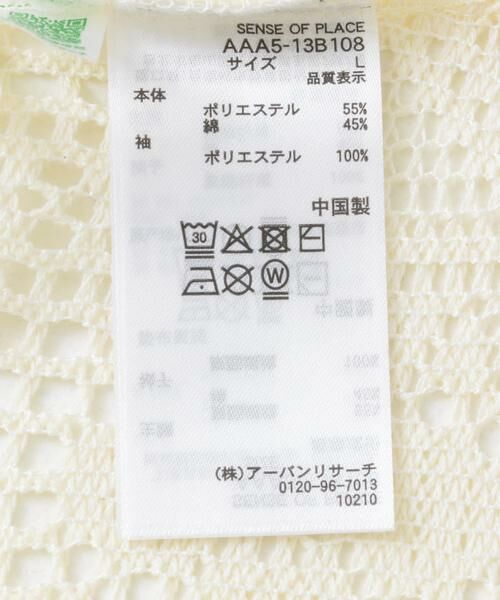 SENSE OF PLACE
AAA5-13B108
サイズ L
品質表示
本体
ポリエステル 55%
綿 45%
袖
ポリエステル 100%
中国製
30
W
(株)アーバンリサーチ
0120-96-7013
10210